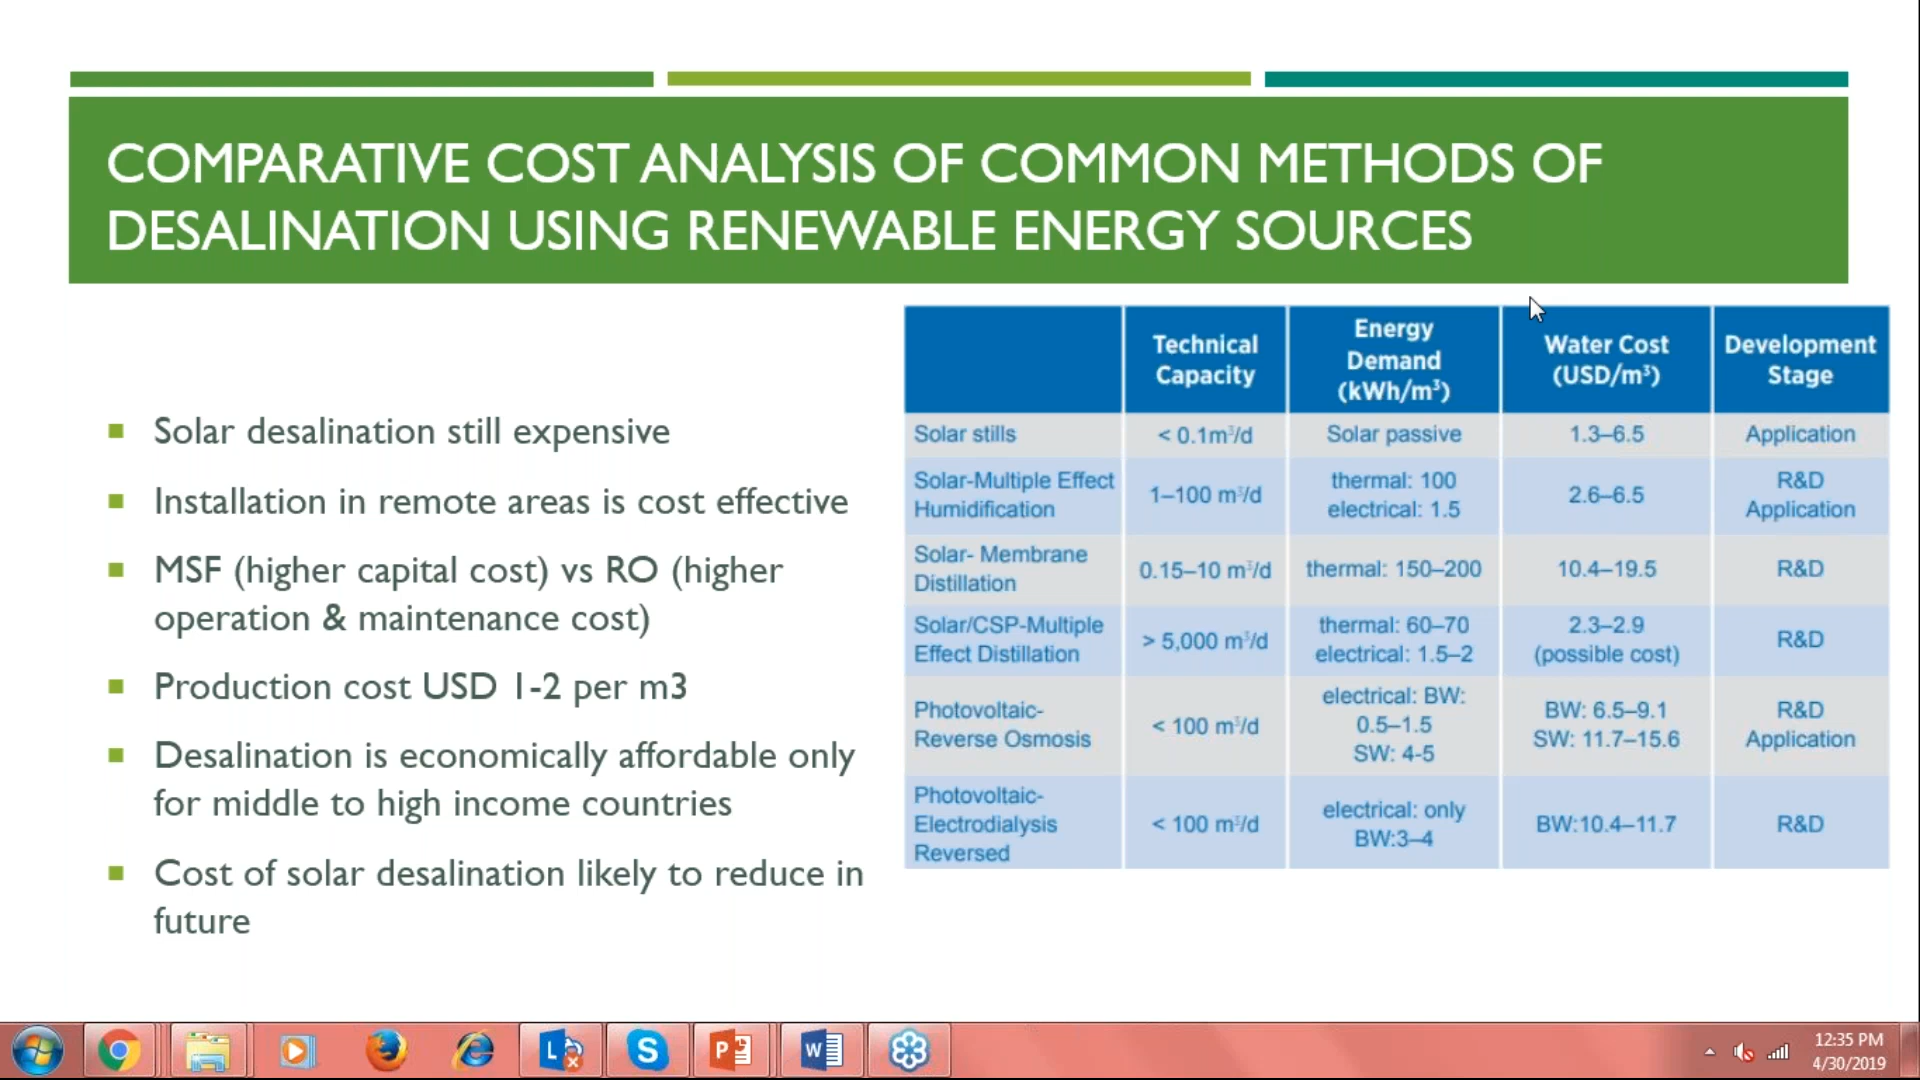 COMPARATIVE COST ANALYSIS OF COMMON METHODS OF
DESALINATION USING RENEWABLE ENERGY SOURCES
Solar desalination still expensive
Installation in remote areas is cost effective
MSF (higher capital cost) vs RO (higher
operation & maintenance cost)
Production cost USD 1-2 per m3
Desalination is economically affordable only
for middle to high income countries
Cost of solar desalination likely to reduce in
future
Technical
Capacity
Energy
Demand
(kWh/m³)
Water Cost
(USD/m³)
Development
Stage
Solar stills
< 0.1m³/d
Solar passive
1.3–6.5
Application
Solar-Multiple Effect
Humidification
1–100 m³/d
thermal: 100
electrical: 1.5
2.6–6.5
R&D
Application
Solar- Membrane
Distillation
0.15–10 m³/d
thermal: 150–200
10.4–19.5
R&D
Solar/CSP-Multiple
Effect Distillation
> 5,000 m³/d
thermal: 60–70
electrical: 1.5–2
2.3–2.9
(possible cost)
R&D
Photovoltaic-
Reverse Osmosis
< 100 m³/d
electrical: BW:
0.5–1.5
SW: 4-5
BW: 6.5–9.1
SW: 11.7–15.6
R&D
Application
Photovoltaic-
Electrodialysis
Reversed
< 100 m³/d
electrical: only
BW:3–4
BW:10.4–11.7
R&D
12:35 PM
4/30/2019